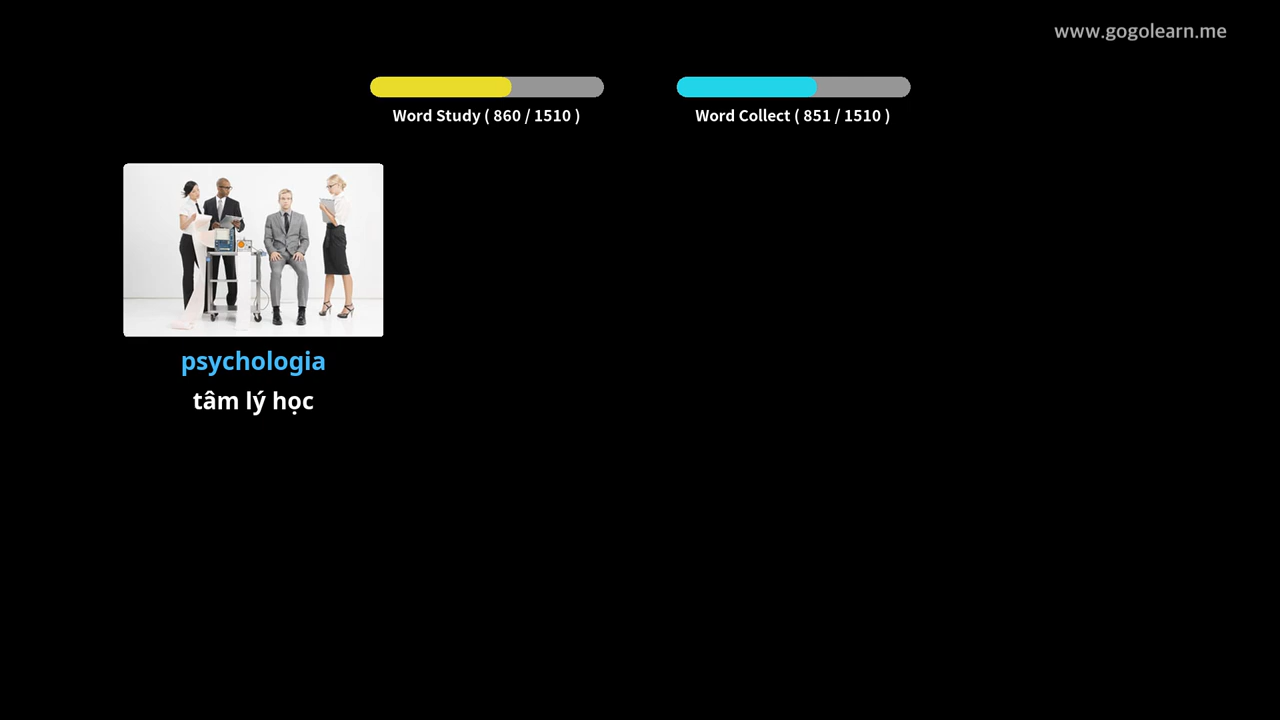 www.gogolearn.me
Word Study ( 860 / 1510 )
Word Collect ( 851 / 1510 )
psychologia
tâm lý học